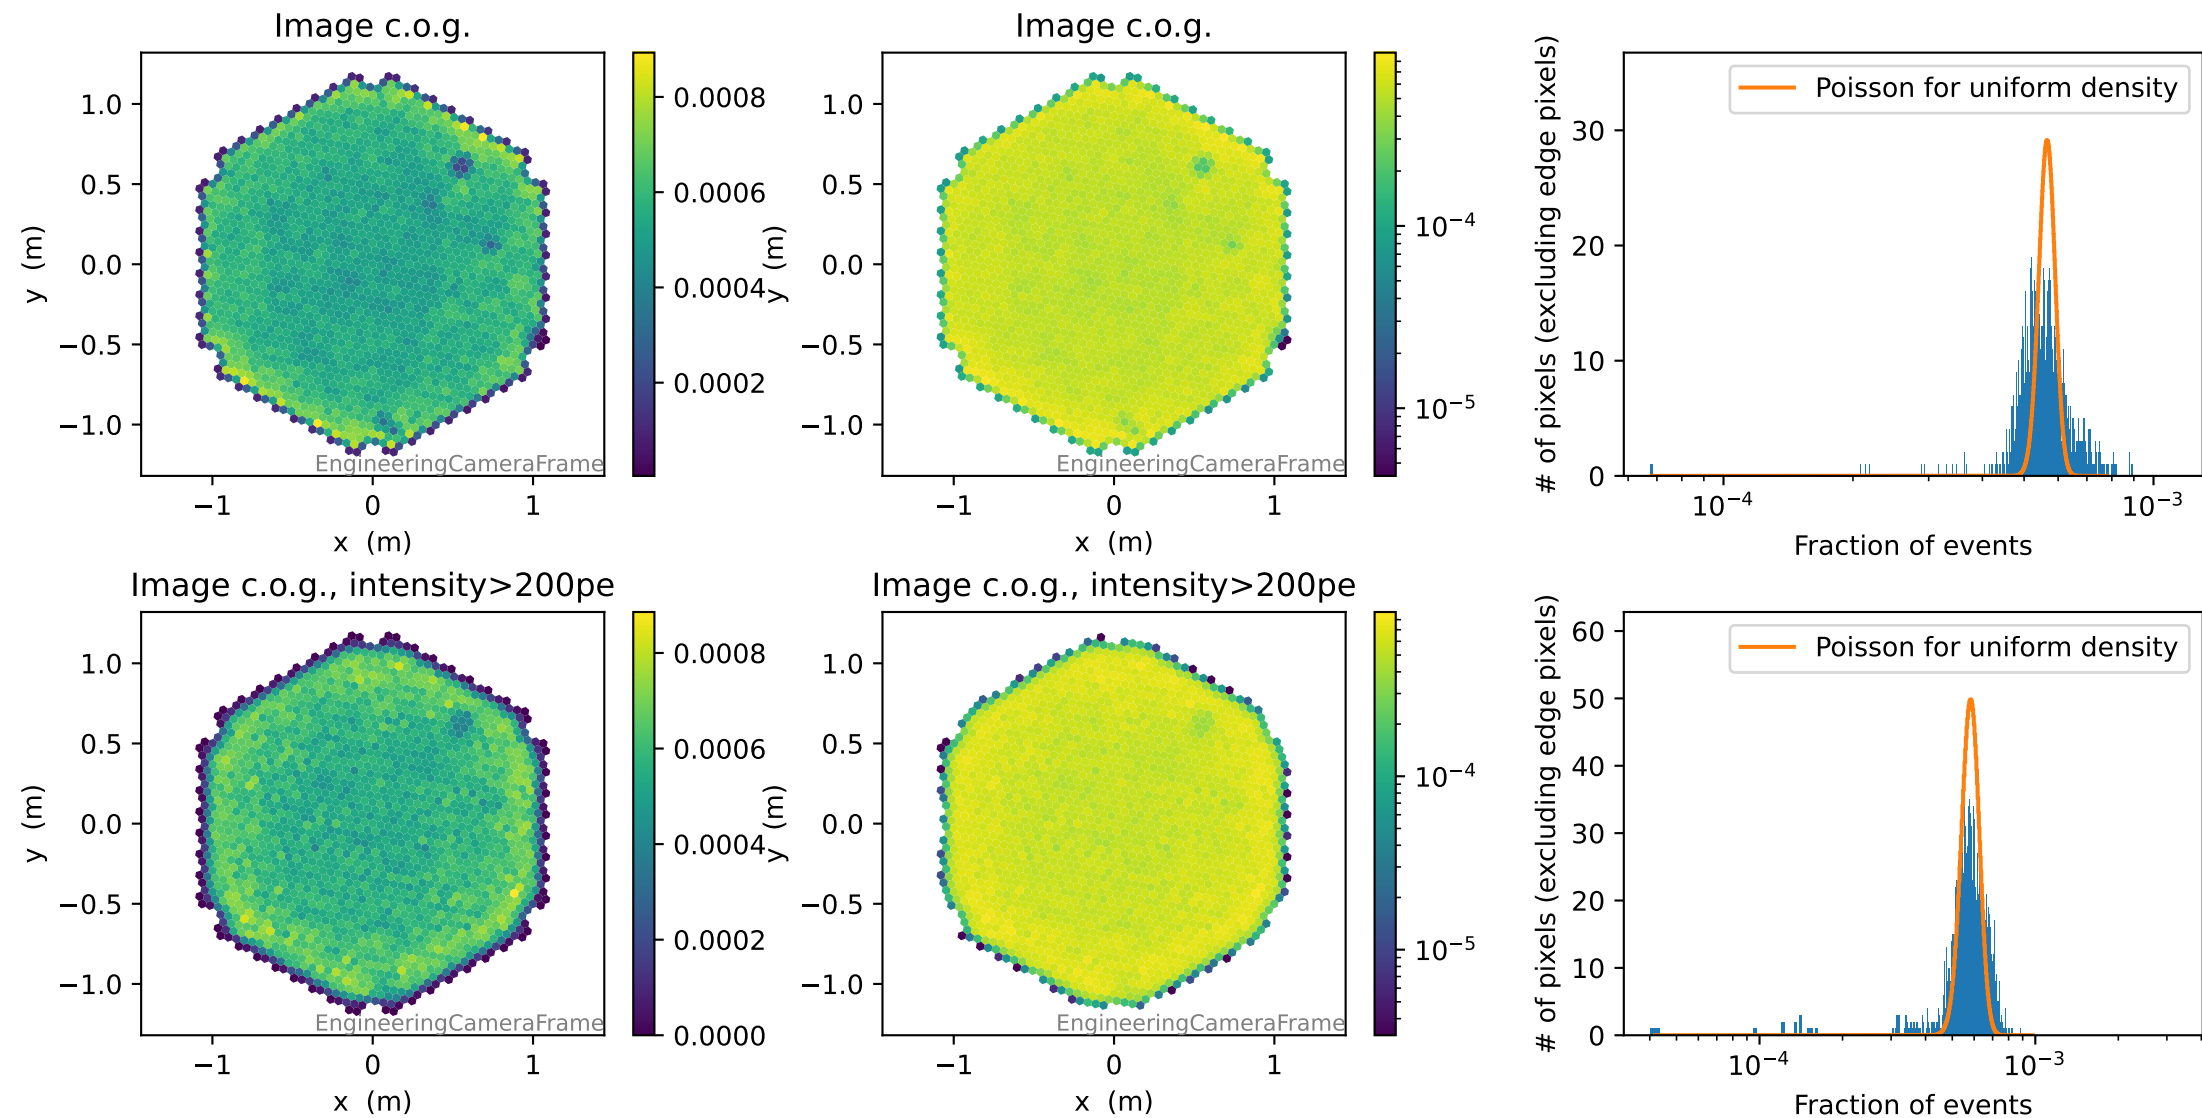 Image c.o.g.
y (m)
1.0
0.5
0.0
−0.5
−1.0
−1
0
1
x (m)
EngineeringCameraFrame
0.0008
0.0006
0.0004
0.0002
Image c.o.g.
y (m)
1.0
0.5
0.0
−0.5
−1.0
−1
0
1
x (m)
EngineeringCameraFrame
10⁻⁴
10⁻⁵
# of pixels (excluding edge pixels)
30
20
10
0
Poisson for uniform density
10⁻⁴
10⁻³
Fraction of events
Image c.o.g., intensity>200pe
y (m)
1.0
0.5
0.0
−0.5
−1.0
−1
0
1
x (m)
EngineeringCameraFrame
0.0008
0.0006
0.0004
0.0002
0.0000
Image c.o.g., intensity>200pe
y (m)
1.0
0.5
0.0
−0.5
−1.0
−1
0
1
x (m)
EngineeringCameraFrame
10⁻⁴
10⁻⁵
# of pixels (excluding edge pixels)
60
50
40
30
20
10
0
Poisson for uniform density
10⁻⁴
10⁻³
Fraction of events